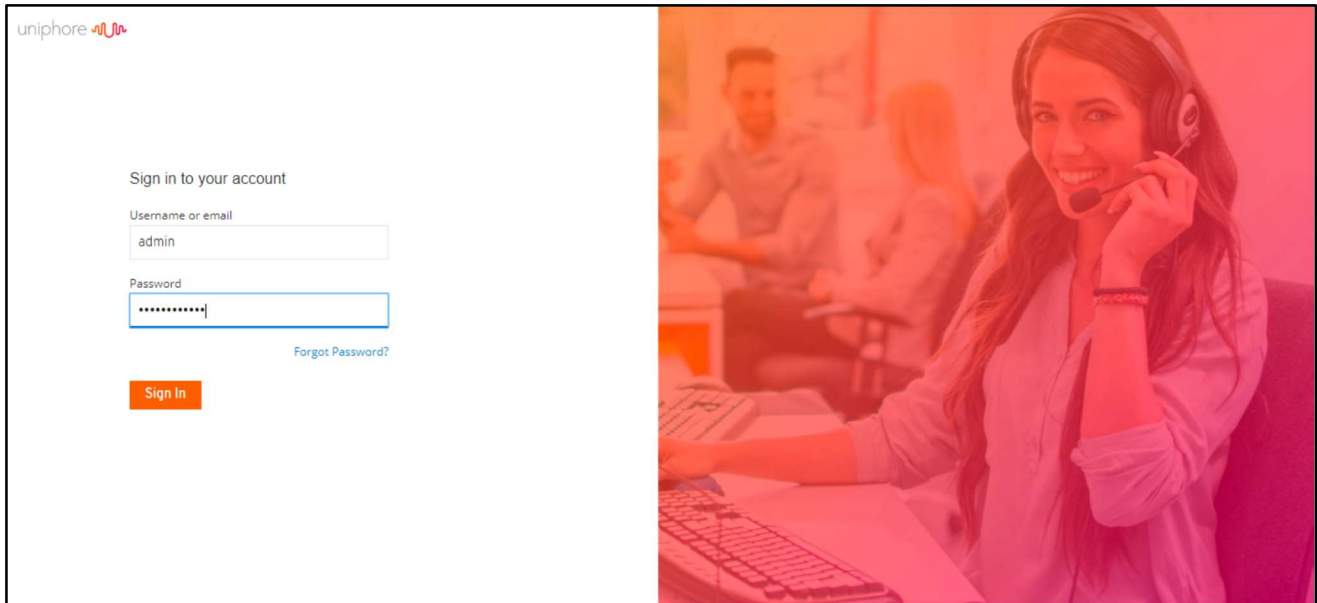 uniphore
Sign in to your account
Username or email
admin
Password
••••••••••••
Forgot Password?
Sign In